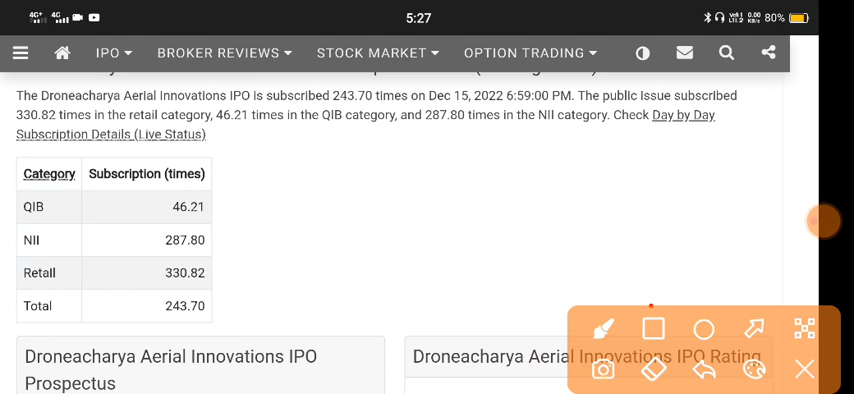 5:27
80%
IPO BROKER REVIEWS STOCK MARKET OPTION TRADING
The Droneacharya Aerial Innovations IPO is subscribed 243.70 times on Dec 15, 2022 6:59:00 PM. The public issue subscribed
330.82 times in the retail category, 46.21 times in the QIB category, and 287.80 times in the NII category. Check Day by Day
Subscription Details (Live Status)
Category Subscription (times)
QIB 46.21
NII 287.80
Retail 330.82
Total 243.70
Droneacharya Aerial Innovations IPO
Prospectus
Droneacharya Aerial Innovations IPO Rating